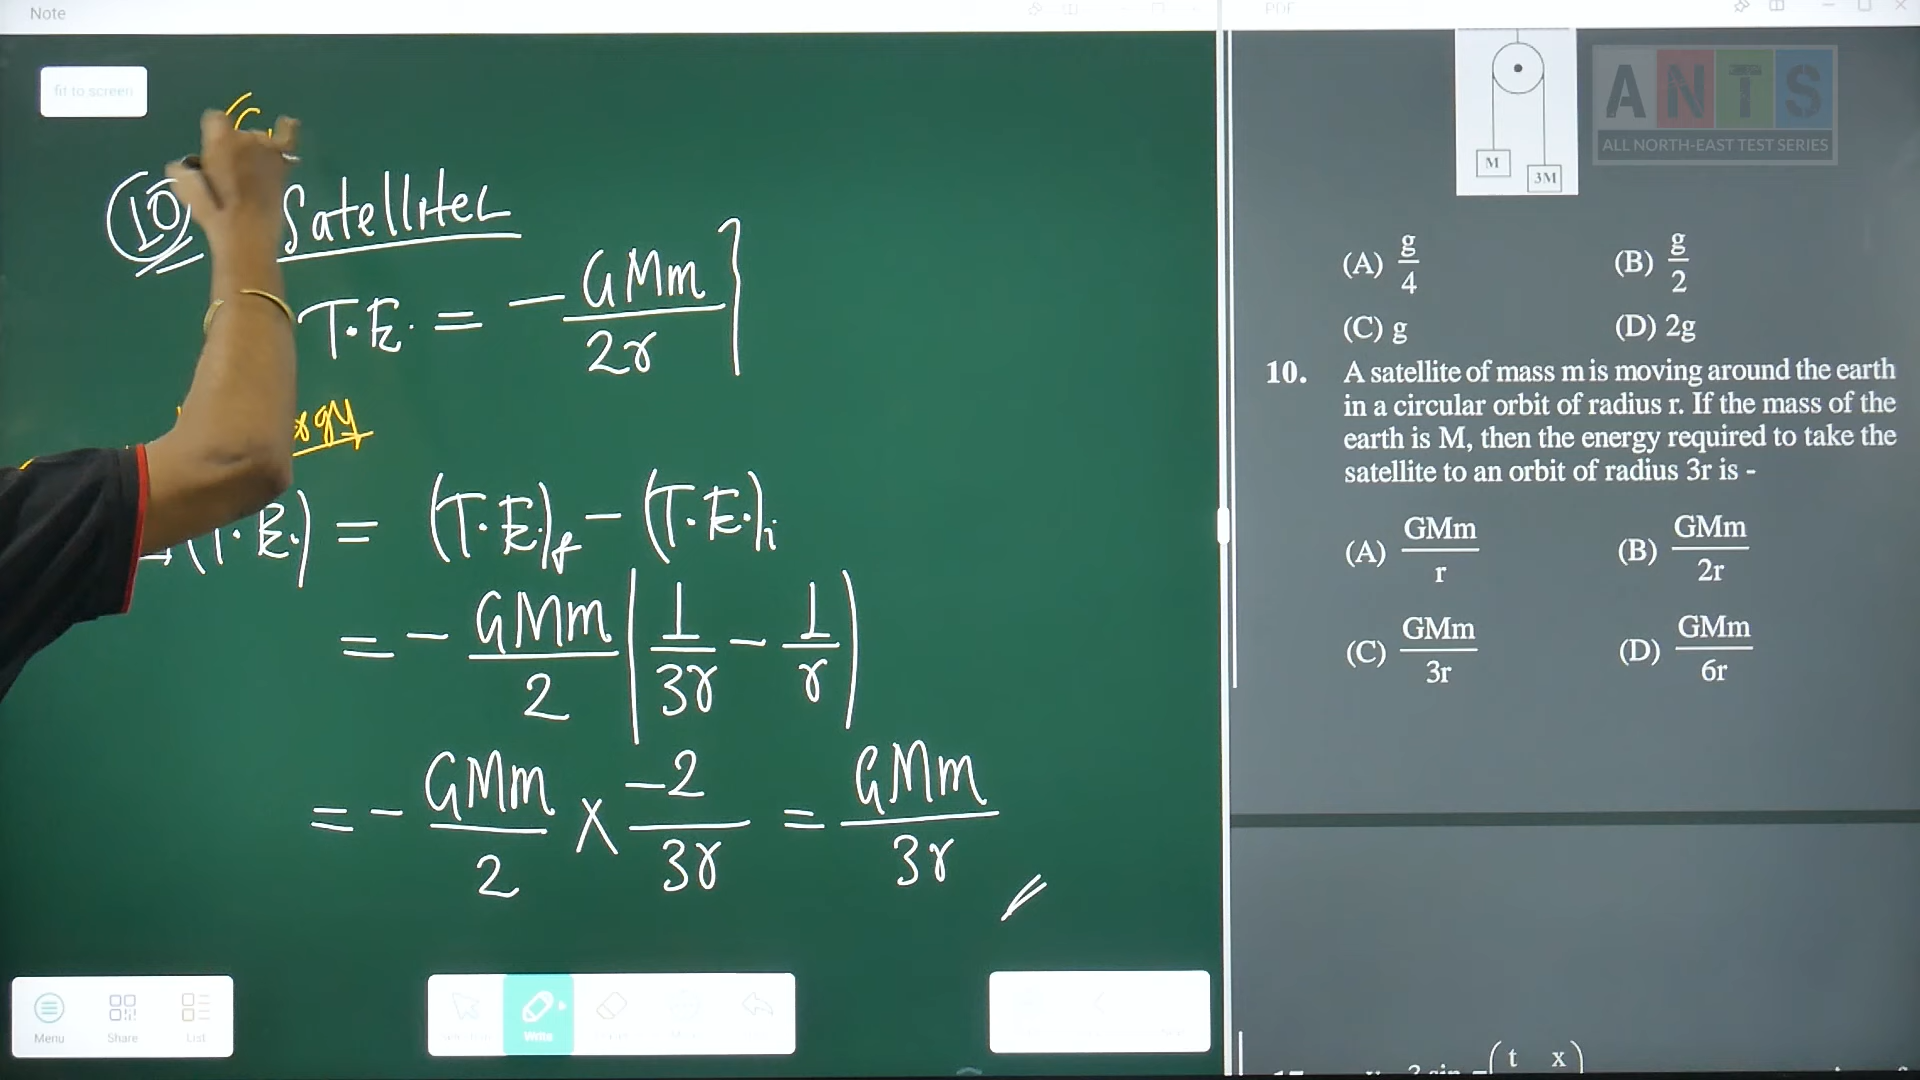 Note
PDF
fit to screen
10 Satellites
T.E. = - GMm / 2r
(T.E.) = (T.E.)f - (T.E.)i
= - GMm / 2 ( 1/3r - 1/r )
= - GMm / 2 × -2 / 3r = GMm / 3r
Menu
Share
List
Write
M
3M
ANTS
ALL NORTH-EAST TEST SERIES
(A) g/4 (B) g/2
(C) g (D) 2g
10. A satellite of mass m is moving around the earth
in a circular orbit of radius r. If the mass of the
earth is M, then the energy required to take the
satellite to an orbit of radius 3r is -
(A) GMm / r (B) GMm / 2r
(C) GMm / 3r (D) GMm / 6r
( t x )